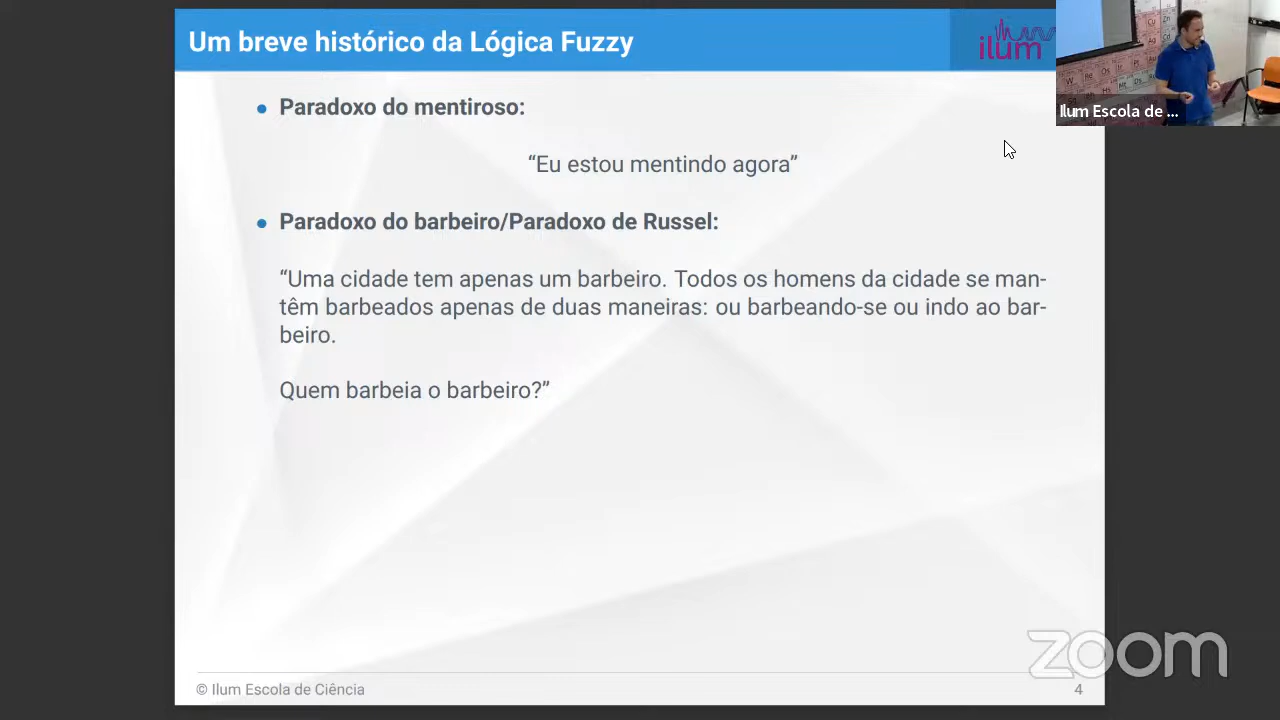 Um breve histórico da Lógica Fuzzy
ilum
Ilum Escola de ...
Paradoxo do mentiroso:
“Eu estou mentindo agora”
Paradoxo do barbeiro/Paradoxo de Russel:
“Uma cidade tem apenas um barbeiro. Todos os homens da cidade se man-
têm barbeados apenas de duas maneiras: ou barbeando-se ou indo ao bar-
beiro.
Quem barbeia o barbeiro?”
zoom
© Ilum Escola de Ciência
4